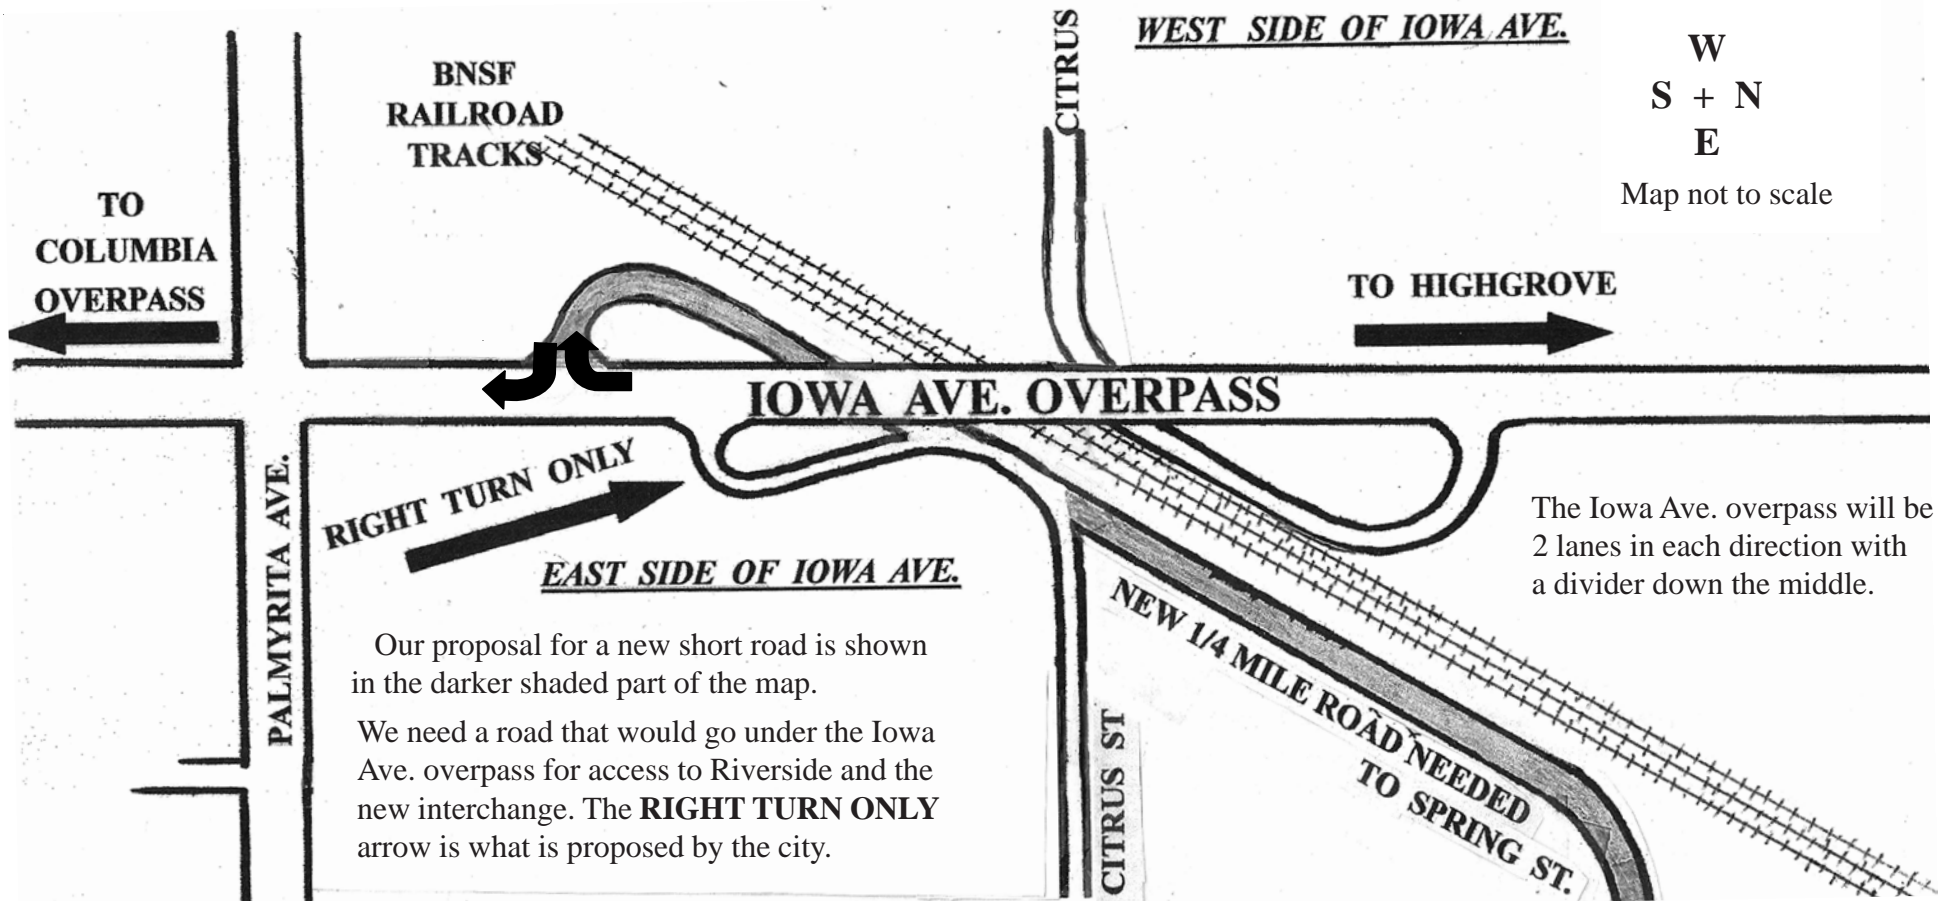 WEST SIDE OF IOWA AVE.
W
S + N
E
Map not to scale
CITRUS
BNSF
RAILROAD
TRACKS
TO
COLUMBIA
OVERPASS
TO HIGHGROVE
IOWA AVE. OVERPASS
RIGHT TURN ONLY
PALMYRITA AVE.
EAST SIDE OF IOWA AVE.
The Iowa Ave. overpass will be
2 lanes in each direction with
a divider down the middle.
Our proposal for a new short road is shown
in the darker shaded part of the map.
We need a road that would go under the Iowa
Ave. overpass for access to Riverside and the
new interchange. The RIGHT TURN ONLY
arrow is what is proposed by the city.
CITRUS ST
NEW 1/4 MILE ROAD NEEDED
TO SPRING ST.